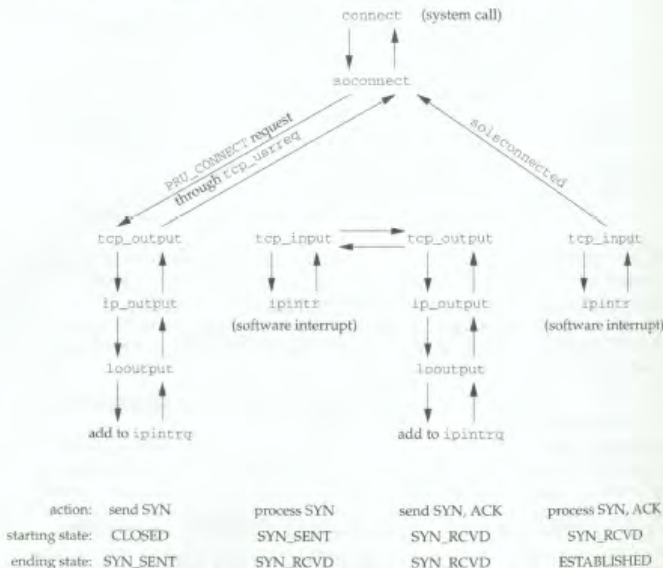 connect (system call)
soconnect
PRU_CONNECT request
through tcp_usrreq
soisconnected
tcp_output tcp_input tcp_output tcp_input
ip_output ipintr ip_output ipintr
(software interrupt) (software interrupt)
looutput looutput
add to ipintrq add to ipintrq
action: send SYN process SYN send SYN, ACK process SYN, ACK
starting state: CLOSED SYN_SENT SYN_RCVD SYN_RCVD
ending state: SYN_SENT SYN_RCVD SYN_RCVD ESTABLISHED